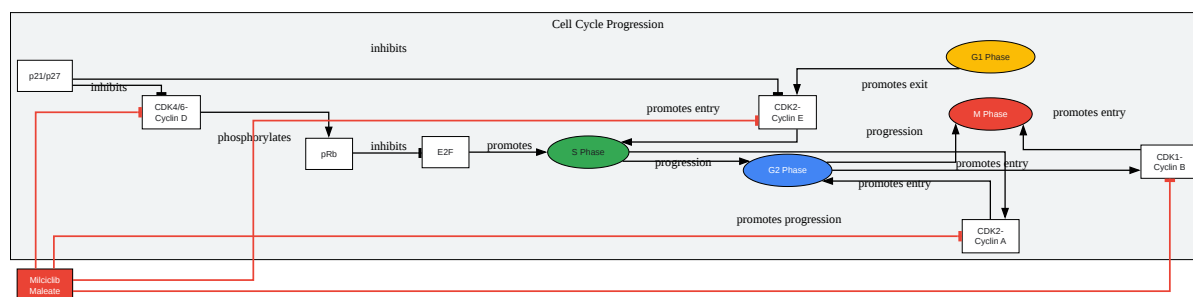 Cell Cycle Progression
inhibits
G1 Phase
p21/p27
inhibits
promotes exit
CDK4/6-
Cyclin D
CDK2-
Cyclin E
promotes entry
M Phase
promotes entry
phosphorylates
progression
pRb
inhibits
E2F
promotes
S Phase
progression
G2 Phase
promotes entry
CDK1-
Cyclin B
promotes entry
promotes progression
CDK2-
Cyclin A
Milciclib
Maleate